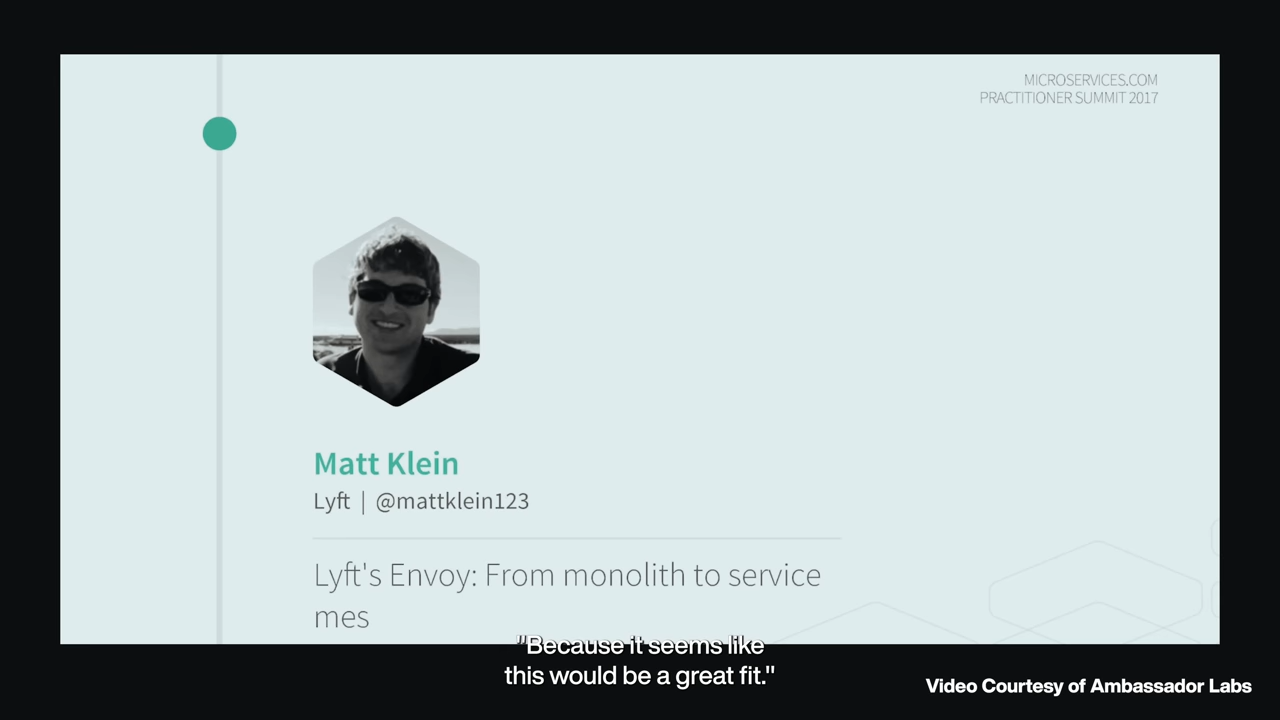 MICROSERVICES.COM
PRACTITIONER SUMMIT 2017
Matt Klein
Lyft | @mattklein123
Lyft's Envoy: From monolith to service
mes
"Because it seems like
this would be a great fit."
Video Courtesy of Ambassador Labs